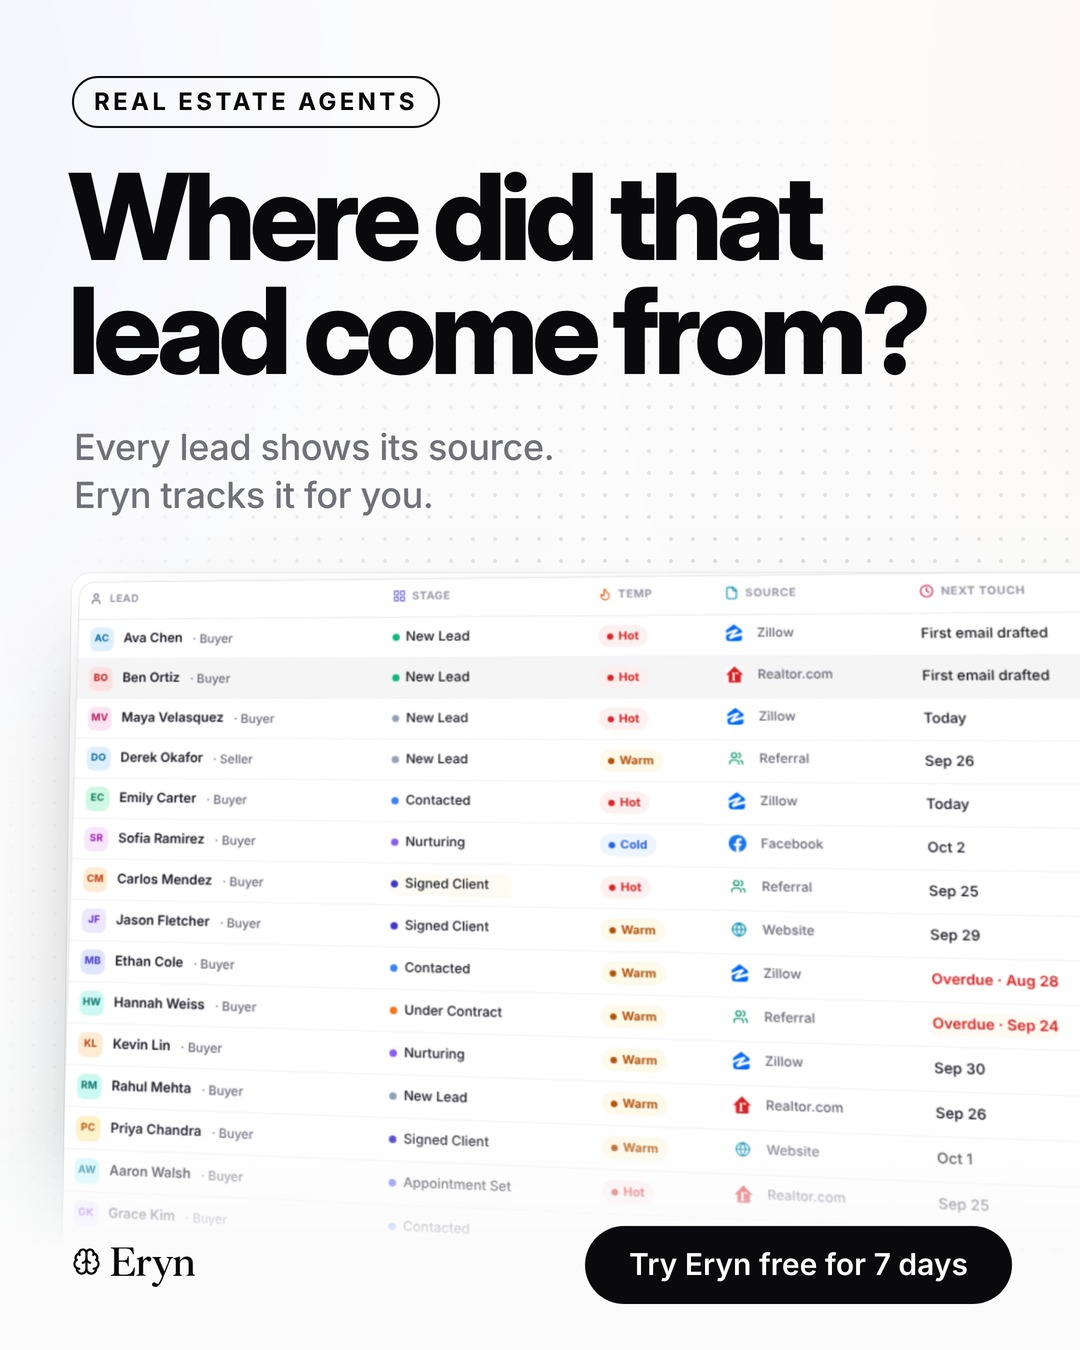 REAL ESTATE AGENTS
Where did that
lead come from?
Every lead shows its source.
Eryn tracks it for you.
LEAD STAGE TEMP SOURCE NEXT TOUCH
AC Ava Chen · Buyer New Lead Hot Zillow First email drafted
BO Ben Ortiz · Buyer New Lead Hot Realtor.com First email drafted
MV Maya Velasquez · Buyer New Lead Hot Zillow Today
DO Derek Okafor · Seller New Lead Warm Referral Sep 26
EC Emily Carter · Buyer Contacted Hot Zillow Today
SR Sofia Ramirez · Buyer Nurturing Cold Facebook Oct 2
CM Carlos Mendez · Buyer Signed Client Hot Referral Sep 25
JF Jason Fletcher · Buyer Signed Client Warm Website Sep 29
MB Ethan Cole · Buyer Contacted Warm Zillow Overdue · Aug 28
HW Hannah Weiss · Buyer Under Contract Warm Referral Overdue · Sep 24
KL Kevin Lin · Buyer Nurturing Warm Zillow Sep 30
RM Rahul Mehta · Buyer New Lead Warm Realtor.com Sep 26
PC Priya Chandra · Buyer Signed Client Warm Website Oct 1
AW Aaron Walsh · Buyer Appointment Set Hot Realtor.com Sep 25
GK Grace Kim · Buyer Contacted
Eryn
Try Eryn free for 7 days